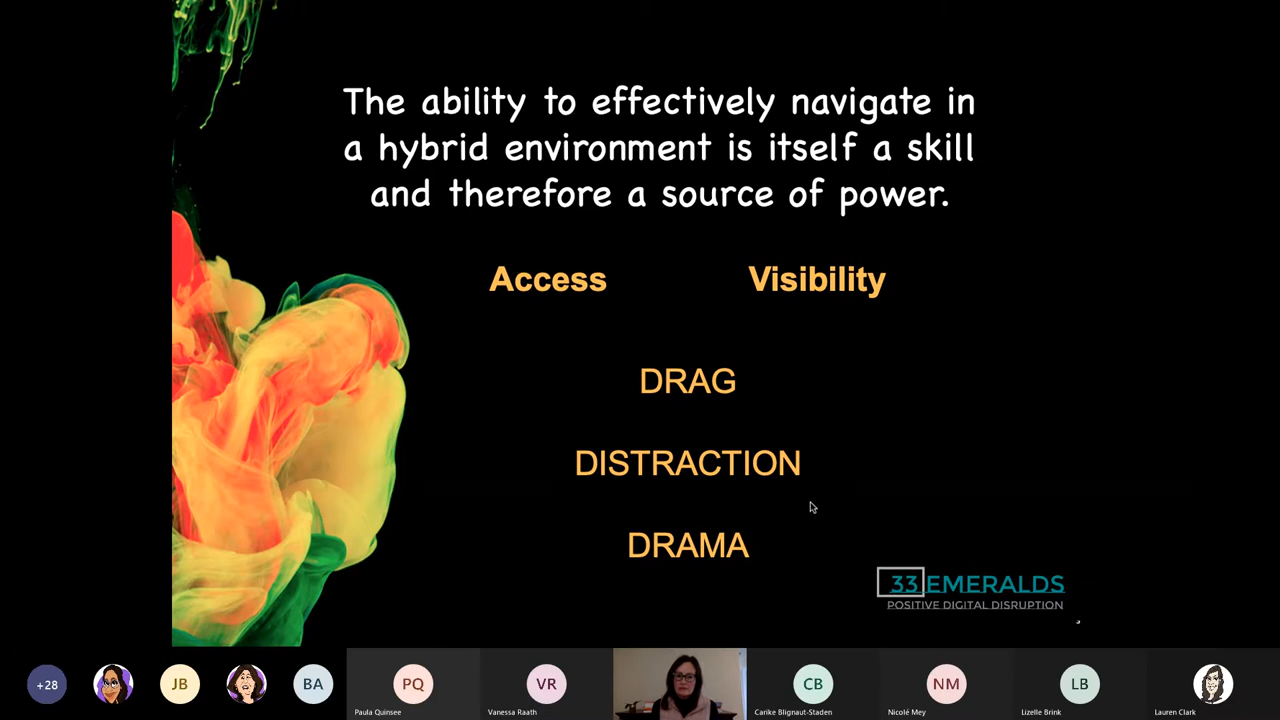 The ability to effectively navigate in
a hybrid environment is itself a skill
and therefore a source of power.
Access Visibility
DRAG
DISTRACTION
DRAMA
33 EMERALDS
POSITIVE DIGITAL DISRUPTION
+28 JB BA PQ VR CB NM LB
Paula Quinsee Vanessa Raath Carike Blignaut-Staden Nicolé Mey Lizelle Brink Lauren Clark